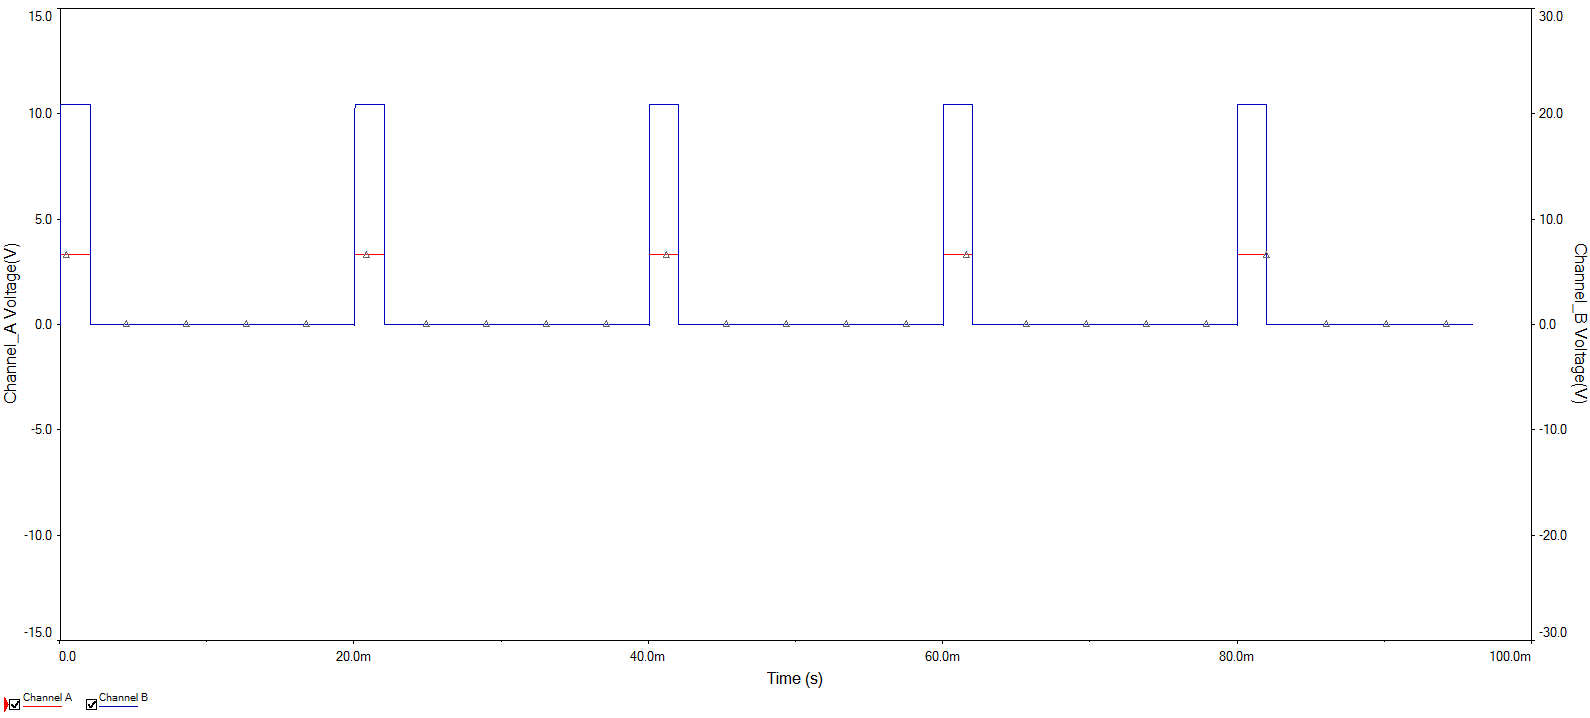 15.0
10.0
5.0
0.0
-5.0
-10.0
-15.0
Channel_A Voltage(V)
30.0
20.0
10.0
0.0
-10.0
-20.0
-30.0
Channel_B Voltage(V)
0.0 20.0m 40.0m 60.0m 80.0m 100.0m
Time (s)
Channel A Channel B